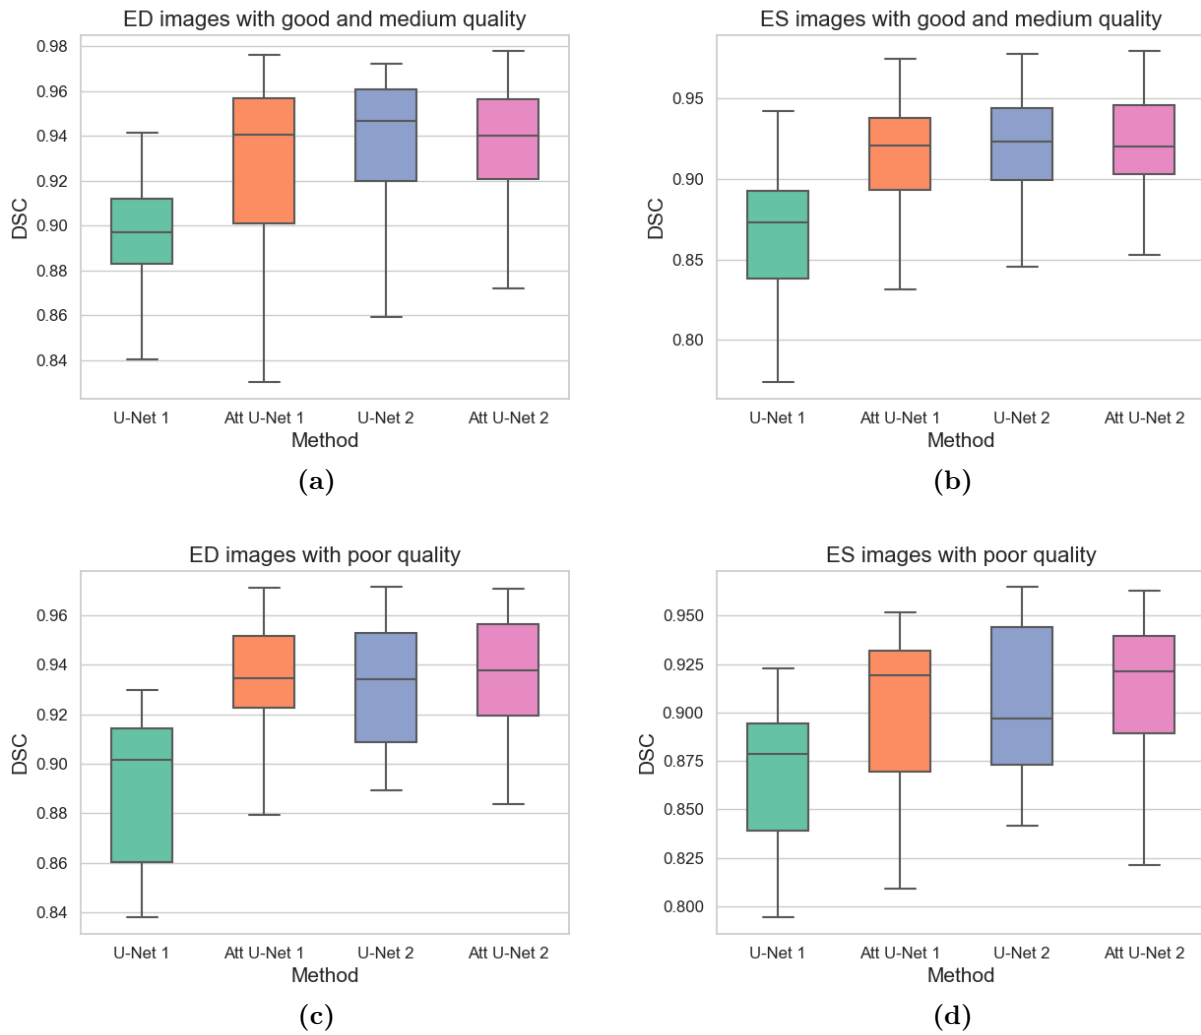 ED images with good and medium quality
0.98
0.96
0.94
0.92
0.90
0.88
0.86
0.84
DSC
U-Net 1 Att U-Net 1 U-Net 2 Att U-Net 2
Method
(a)
ES images with good and medium quality
0.95
0.90
0.85
0.80
DSC
U-Net 1 Att U-Net 1 U-Net 2 Att U-Net 2
Method
(b)
ED images with poor quality
0.96
0.94
0.92
0.90
0.88
0.86
0.84
DSC
U-Net 1 Att U-Net 1 U-Net 2 Att U-Net 2
Method
(c)
ES images with poor quality
0.950
0.925
0.900
0.875
0.850
0.825
0.800
DSC
U-Net 1 Att U-Net 1 U-Net 2 Att U-Net 2
Method
(d)